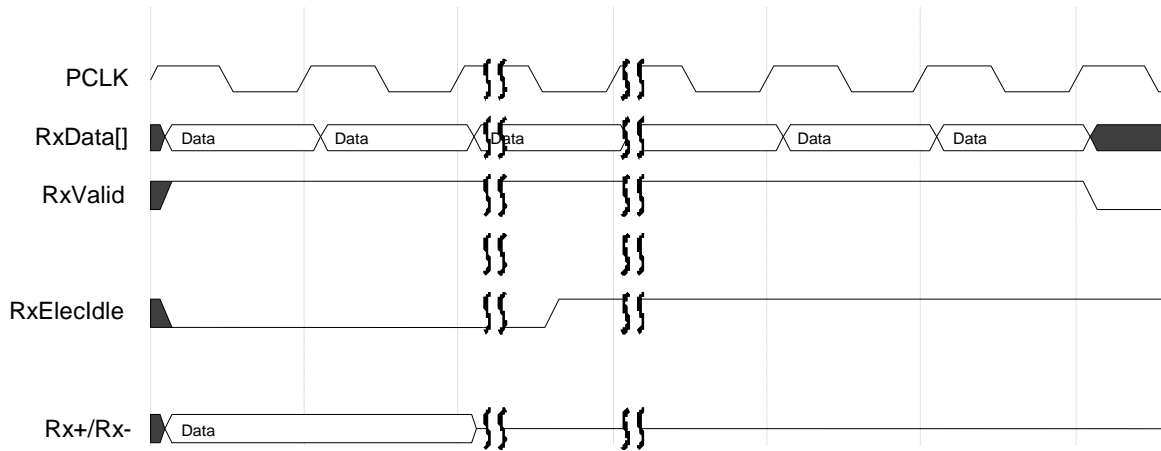 PCLK
RxData[]
Data Data Data Data Data
RxValid
RxElecIdle
Rx+/Rx-
Data